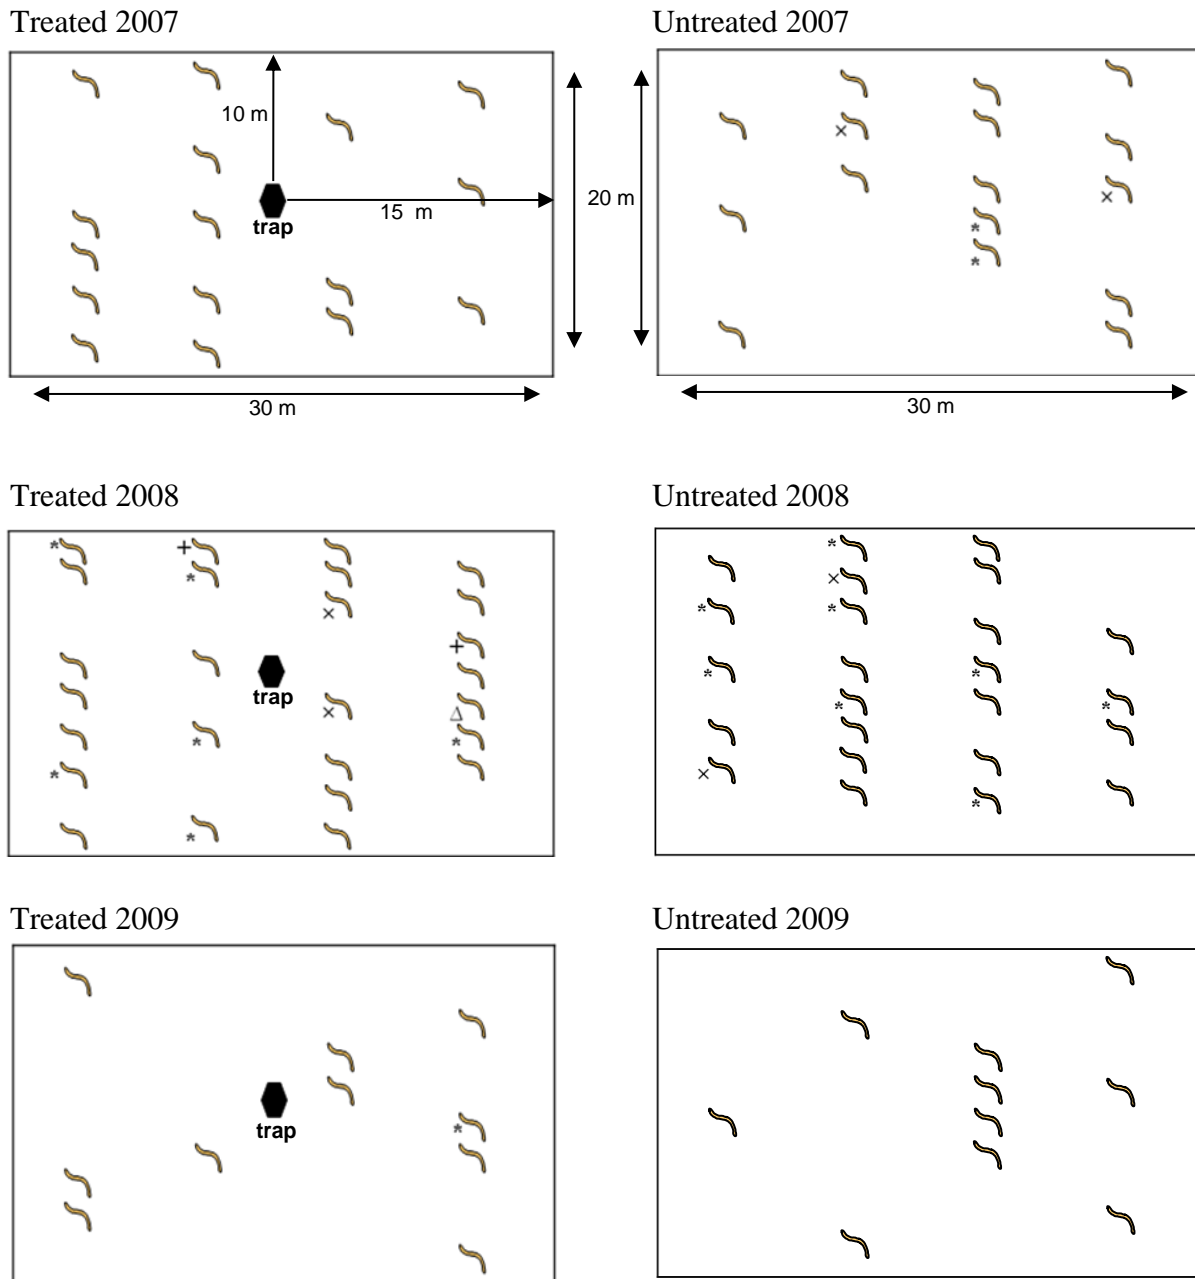 Treated 2007
Untreated 2007
10 m
15 m
trap
20 m
×
×
*
*
30 m
30 m
Treated 2008
Untreated 2008
* +
*
×
+
trap
×
Δ
*
*
*
*
*
×
* *
* *
* *
×
*
Treated 2009
Untreated 2009
trap
*